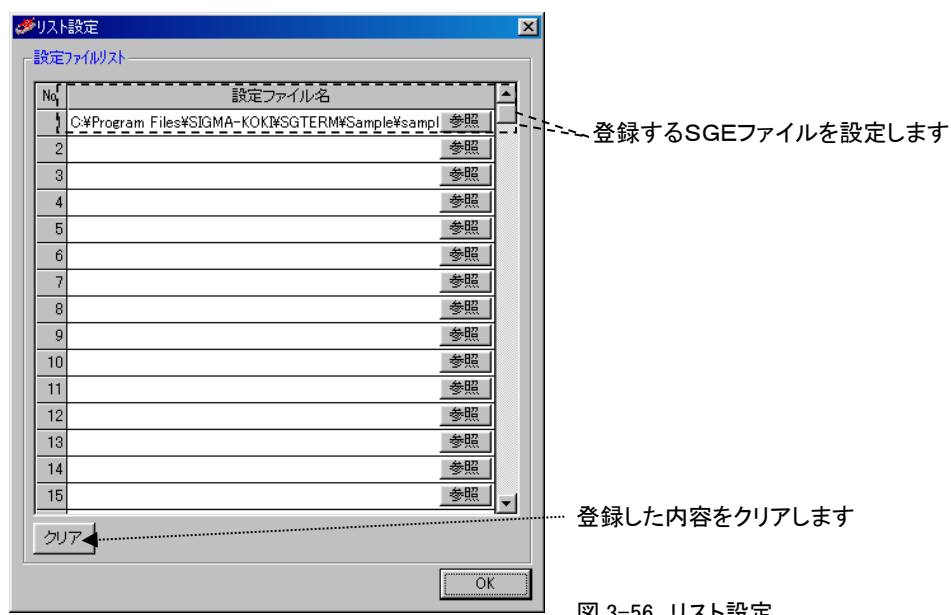 リスト設定
設定ファイルリスト
No. 設定ファイル名
C:¥Program Files¥SIGMA-KOKI¥SGTERM¥Sample¥sampl 参照
登録するSGEファイルを設定します
2 参照
3 参照
4 参照
5 参照
6 参照
7 参照
8 参照
9 参照
10 参照
11 参照
12 参照
13 参照
14 参照
15 参照
登録した内容をクリアします
クリア
OK
図 3-56 リスト設定